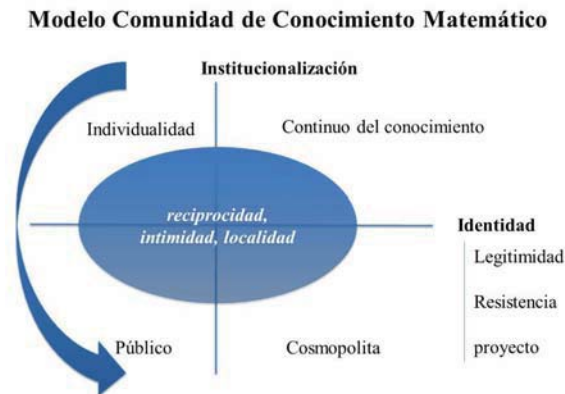 Modelo Comunidad de Conocimiento Matemático
Institucionalización
Individualidad
Continuo del conocimiento
reciprocidad,
intimidad, localidad
Identidad
Legitimidad
Resistencia
proyecto
Público
Cosmopolita